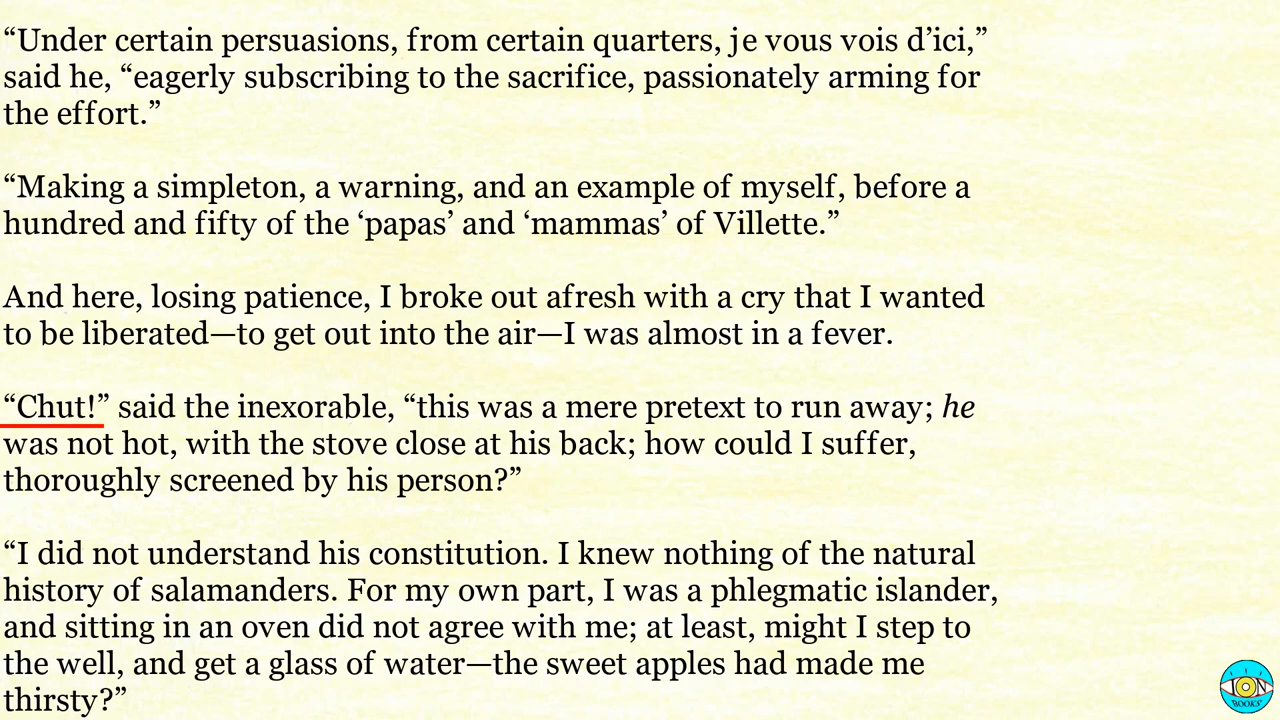 “Under certain persuasions, from certain quarters, je vous vois d’ici,”
said he, “eagerly subscribing to the sacrifice, passionately arming for
the effort.”
“Making a simpleton, a warning, and an example of myself, before a
hundred and fifty of the ‘papas’ and ‘mammas’ of Villette.”
And here, losing patience, I broke out afresh with a cry that I wanted
to be liberated—to get out into the air—I was almost in a fever.
“Chut!” said the inexorable, “this was a mere pretext to run away; he
was not hot, with the stove close at his back; how could I suffer,
thoroughly screened by his person?”
“I did not understand his constitution. I knew nothing of the natural
history of salamanders. For my own part, I was a phlegmatic islander,
and sitting in an oven did not agree with me; at least, might I step to
the well, and get a glass of water—the sweet apples had made me
thirsty?”
ION
BOOKS